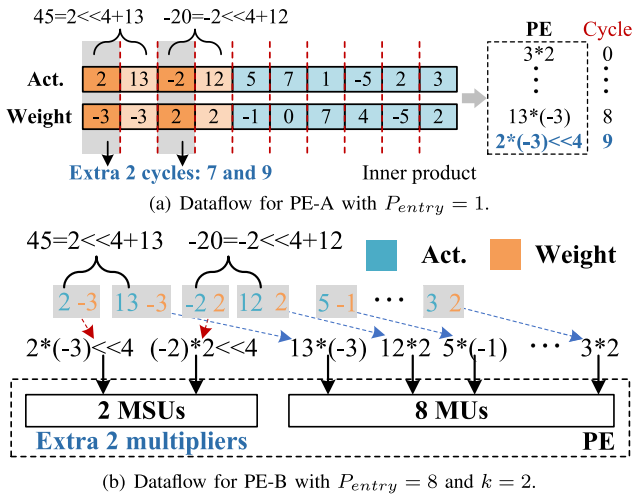 45=2<<4+13 -20=-2<<4+12
PE Cycle
3*2 0
Act. 2 13 -2 12 5 7 1 -5 2 3
Weight -3 -3 2 2 -1 0 7 4 -5 2
13*(-3) 8
2*(-3)<<4 9
Extra 2 cycles: 7 and 9 Inner product
(a) Dataflow for PE-A with P_entry = 1.
45=2<<4+13 -20=-2<<4+12 Act. Weight
2 -3 13 -3 -2 2 12 2 5 -1 ··· 3 2
2*(-3)<<4 (-2)*2<<4 13*(-3) 12*2 5*(-1) ··· 3*2
2 MSUs 8 MUs
Extra 2 multipliers PE
(b) Dataflow for PE-B with P_entry = 8 and k = 2.